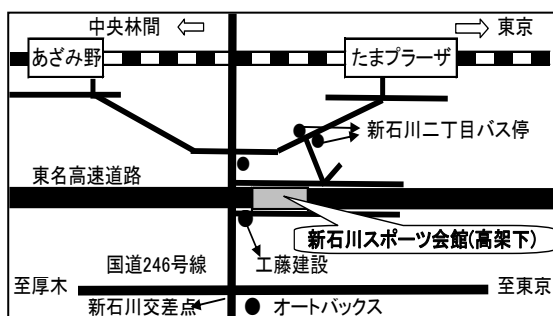 中央林間
東京
あざみ野
たまプラーザ
新石川二丁目バス停
東名高速道路
新石川スポーツ会館(高架下)
国道246号線
工藤建設
至厚木
至東京
新石川交差点
オートバックス